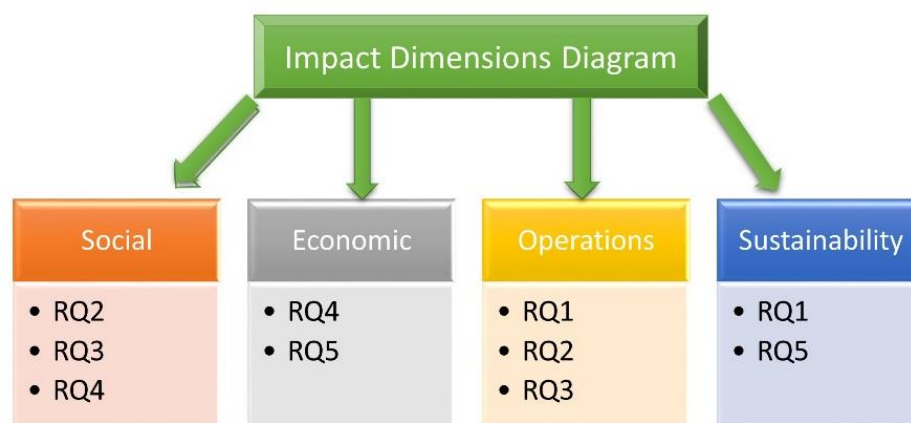 Impact Dimensions Diagram
Social
• RQ2
• RQ3
• RQ4
Economic
• RQ4
• RQ5
Operations
• RQ1
• RQ2
• RQ3
Sustainability
• RQ1
• RQ5